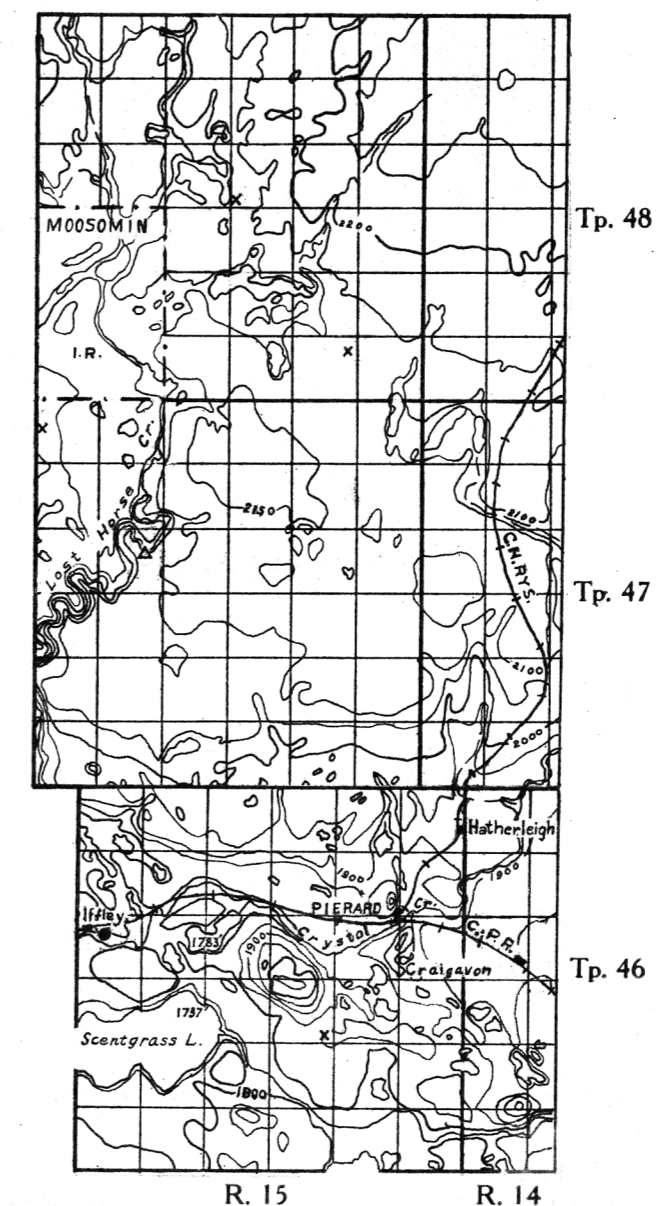 Tp. 48
MOOSOMIN
2200
I.R.
Lost Horse Cr.
2150
2100
C.N.RYS.
Tp. 47
2100
2000
Hatherleigh
1900
1900
PIERARD
Cr.
Iffley
Crystal
C.P.R.
1783'
1900
Craigavon
Tp. 46
1737'
Scentgrass L.
1800
R. 15
R. 14